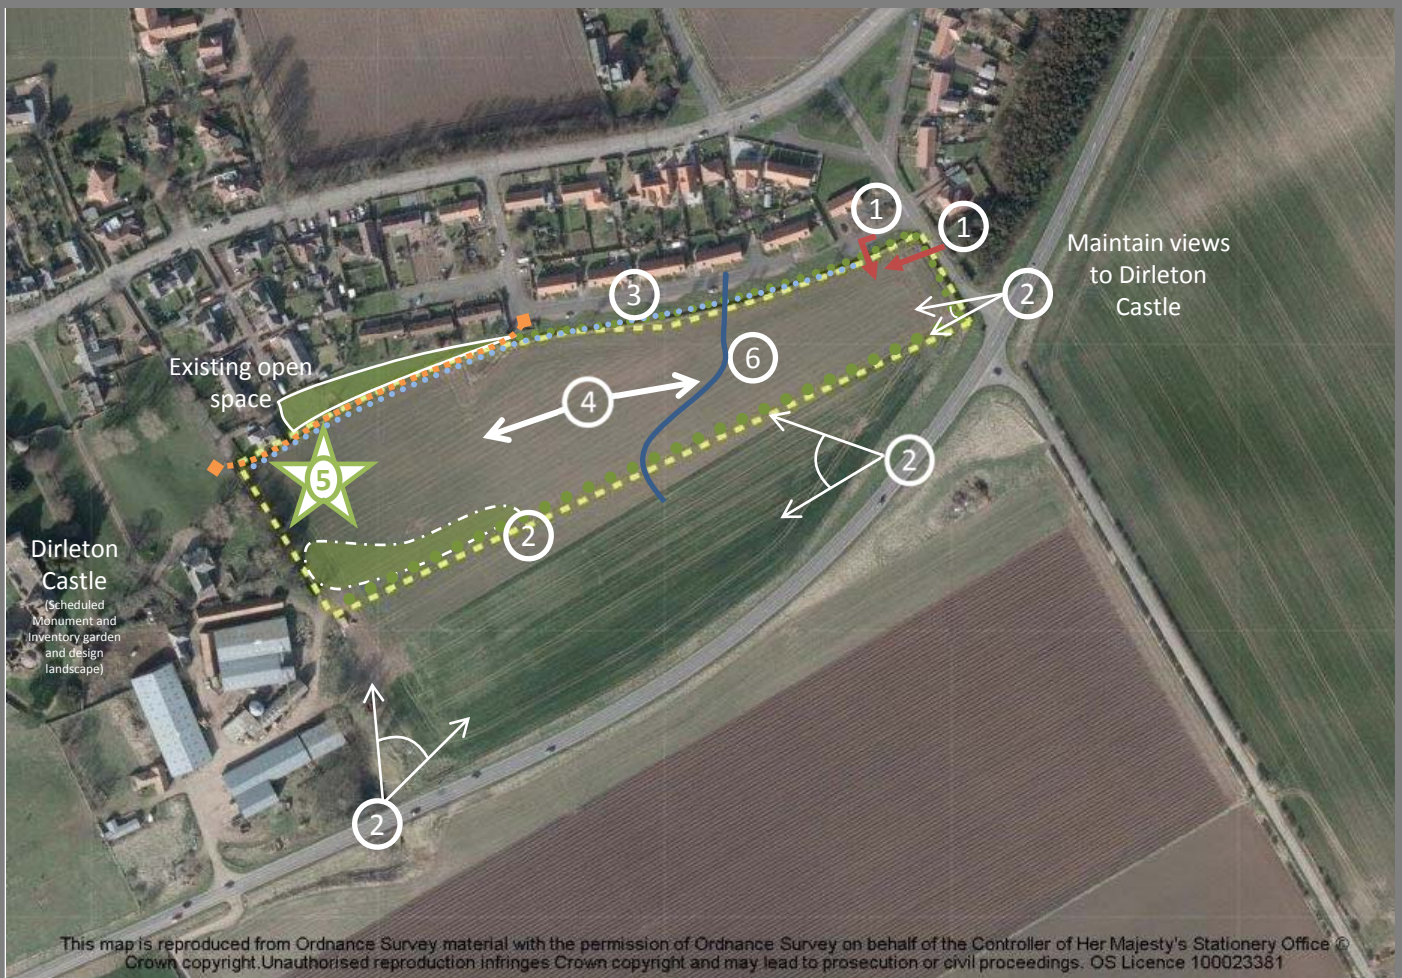 1
1
Maintain views
to Dirleton
Castle
2
3
6
Existing open
space
4
2
5
2
Dirleton
Castle
(Scheduled
Monument and
Inventory garden
and design
landscape)
2
This map is reproduced from Ordnance Survey material with the permission of Ordnance Survey on behalf of the Controller of Her Majesty's Stationery Office ©
Crown copyright.Unauthorised reproduction infringes Crown copyright and may lead to prosecution or civil proceedings. OS Licence 100023381